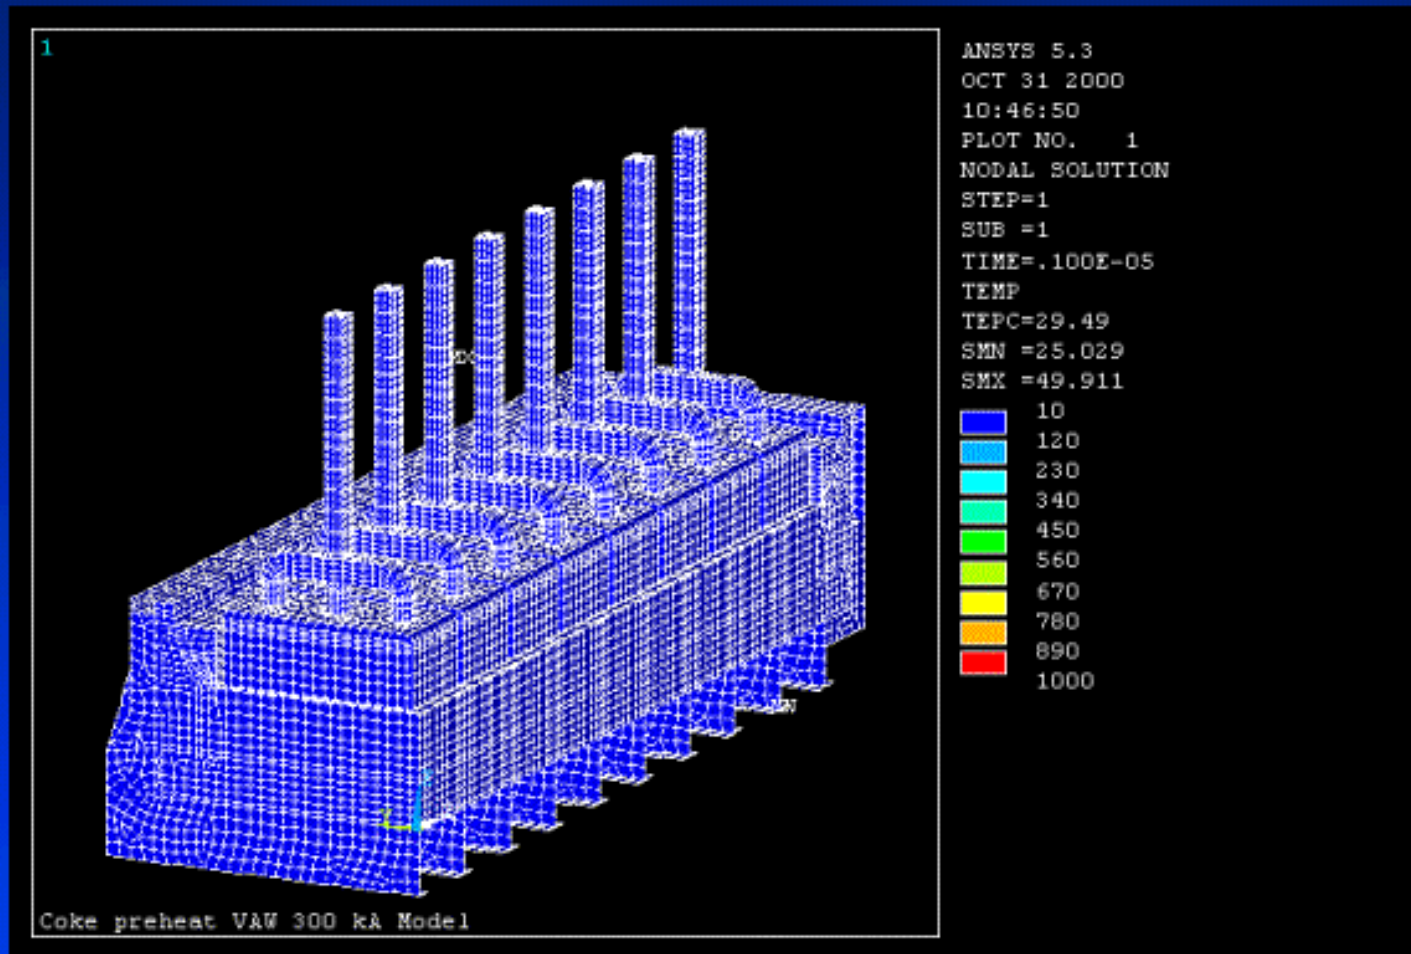 1
ANSYS 5.3
OCT 31 2000
10:46:50
PLOT NO. 1
NODAL SOLUTION
STEP=1
SUB =1
TIME=.100E-05
TEMP
TEPC=29.49
SMN =25.029
SMX =49.911
10
120
230
340
450
560
670
780
890
1000
Coke preheat VAW 300 kA Model